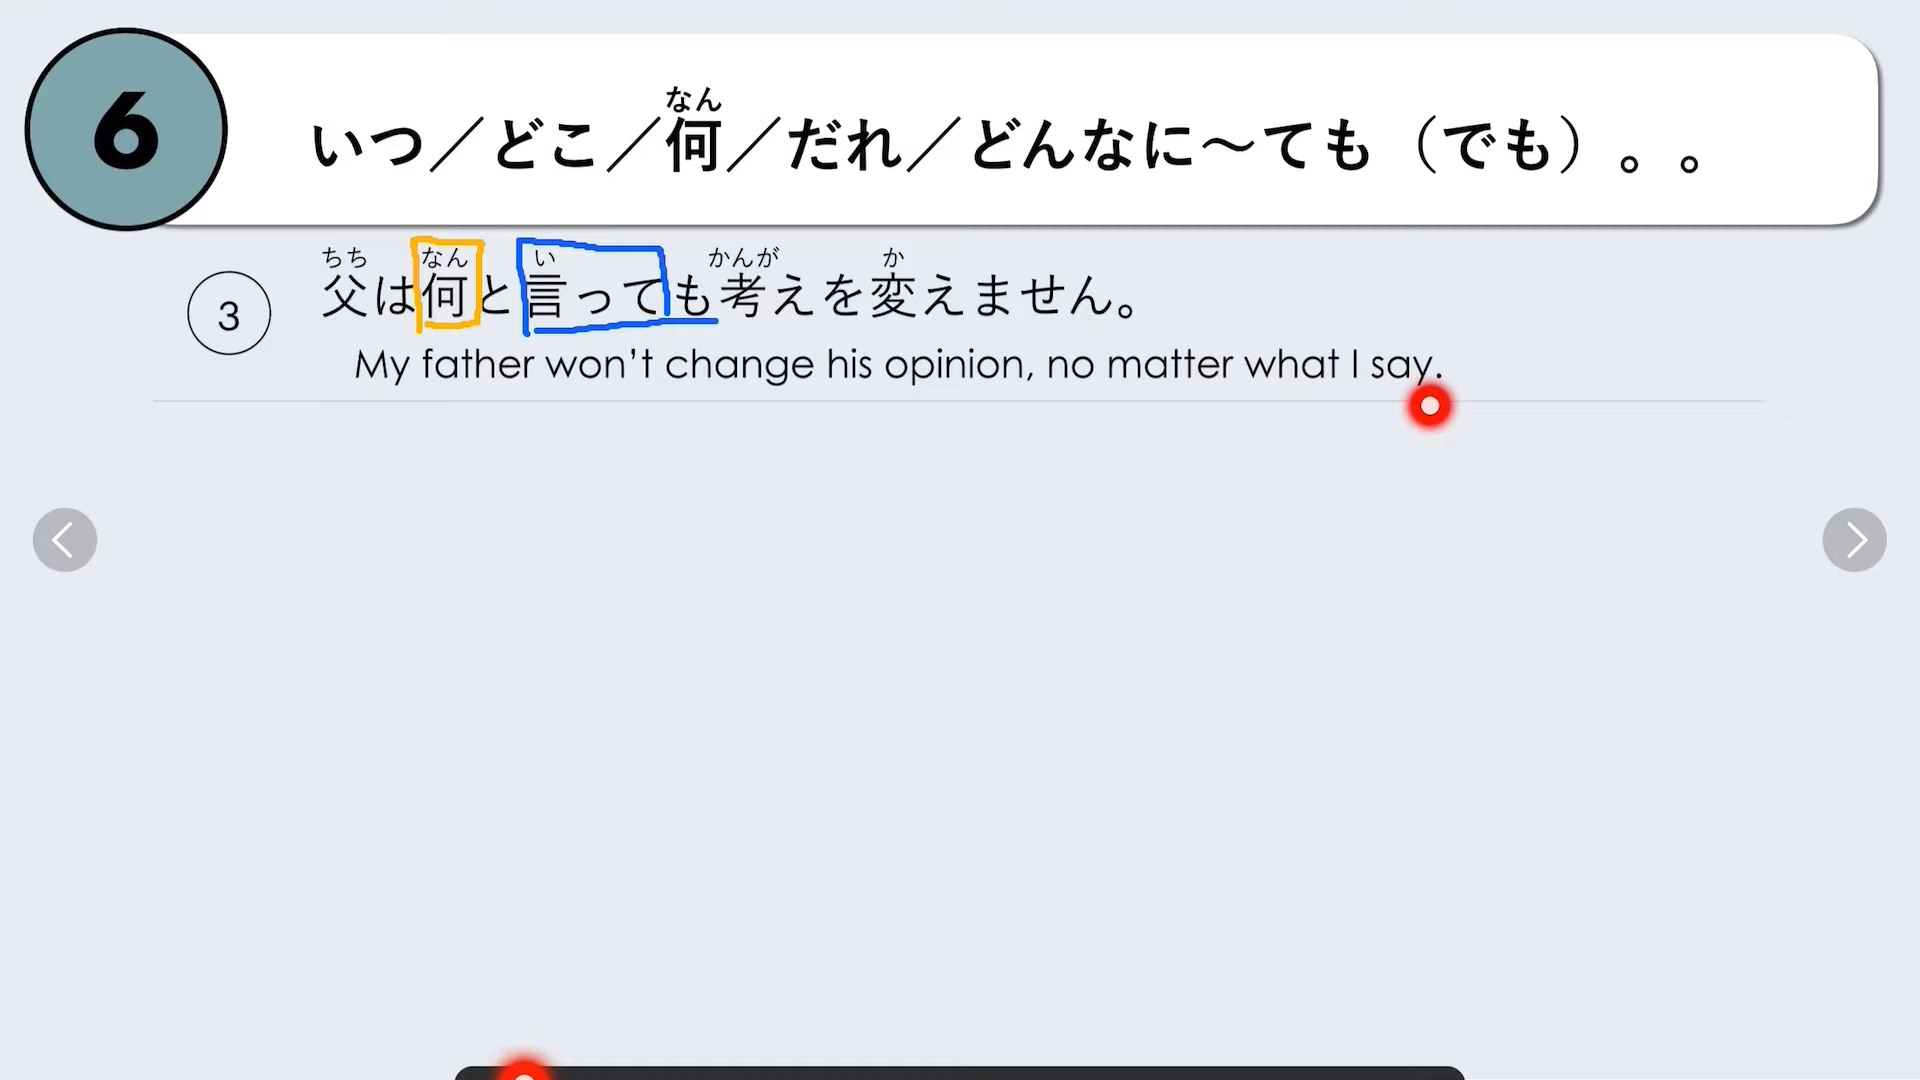 6
なん
いつ／どこ／何／だれ／どんなに～ても（でも）。。
ちち なん い かんが か
3 父は何と言っても考えを変えません。
My father won’t change his opinion, no matter what I say.